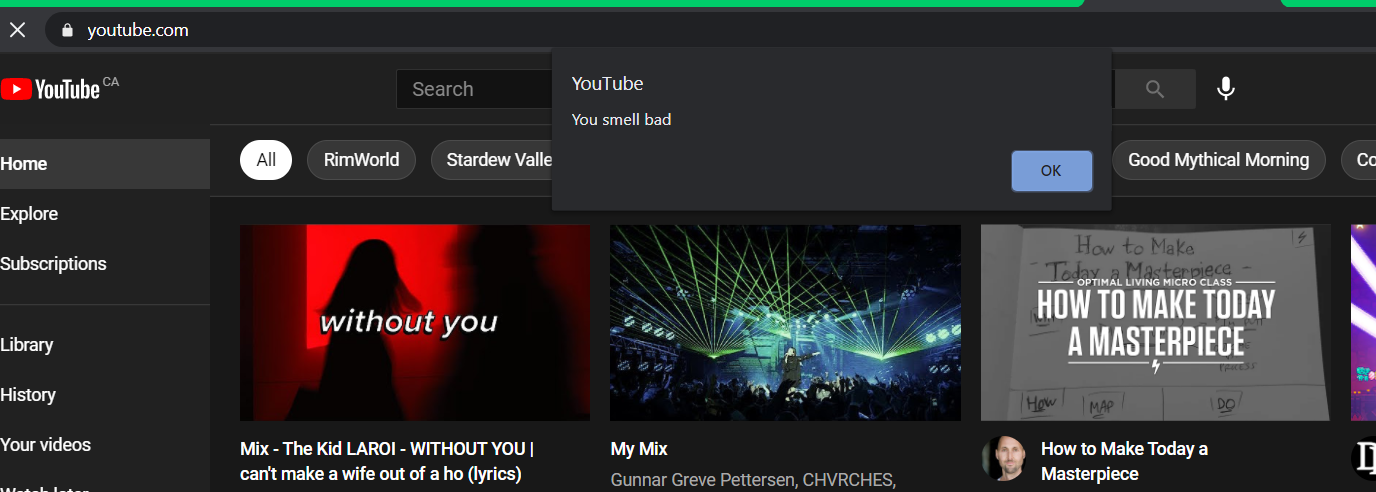 youtube.com
YouTube CA
Search
YouTube
You smell bad
OK
Home
Explore
Subscriptions
Library
History
Your videos
Watch later
All
RimWorld
Stardew Valle
Good Mythical Morning
Co
without you
How to Make
Today a Masterpiece
OPTIMAL LIVING MICRO CLASS
HOW TO MAKE TODAY
A MASTERPIECE
PROCESS
How
MAP
DO
Mix - The Kid LAROI - WITHOUT YOU |
can't make a wife out of a ho (lyrics)
My Mix
Gunnar Greve Pettersen, CHVRCHES,
How to Make Today a
Masterpiece